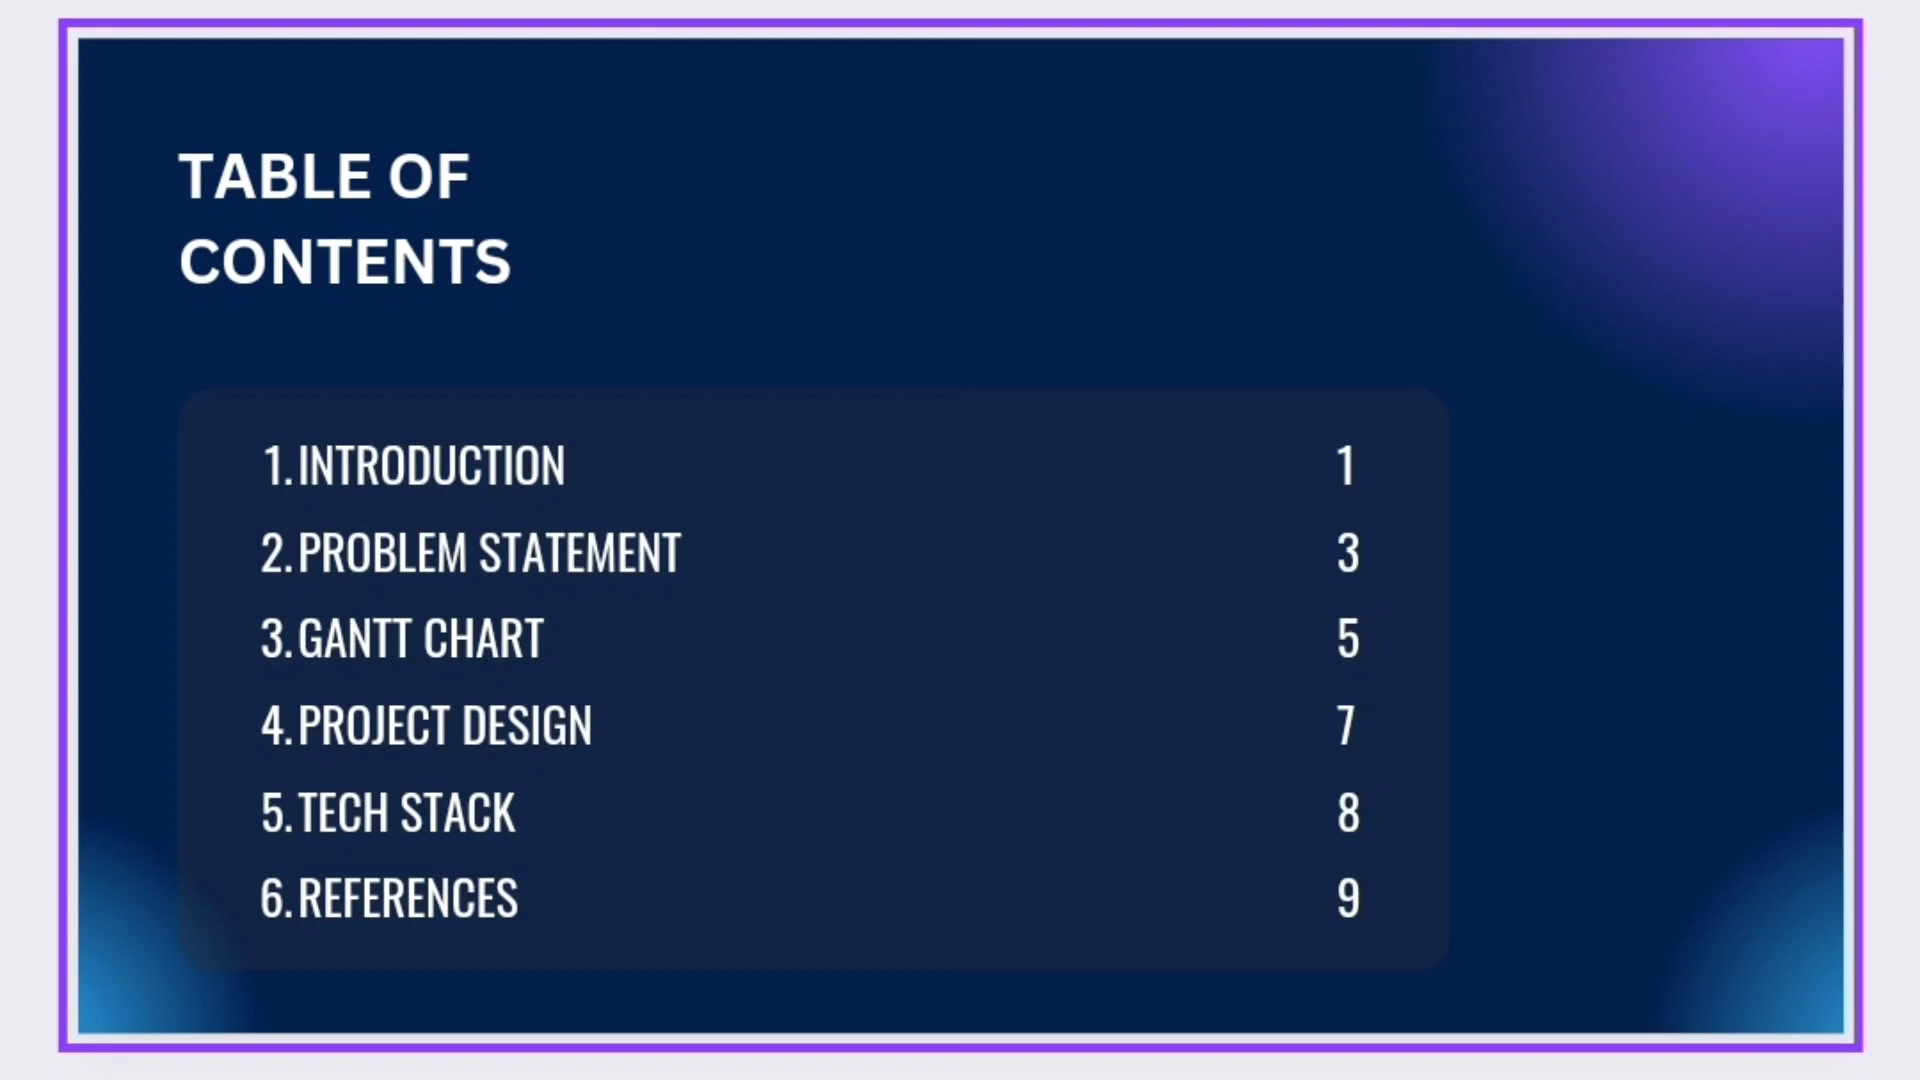 TABLE OF
CONTENTS
1. INTRODUCTION 1
2. PROBLEM STATEMENT 3
3. GANTT CHART 5
4. PROJECT DESIGN 7
5. TECH STACK 8
6. REFERENCES 9